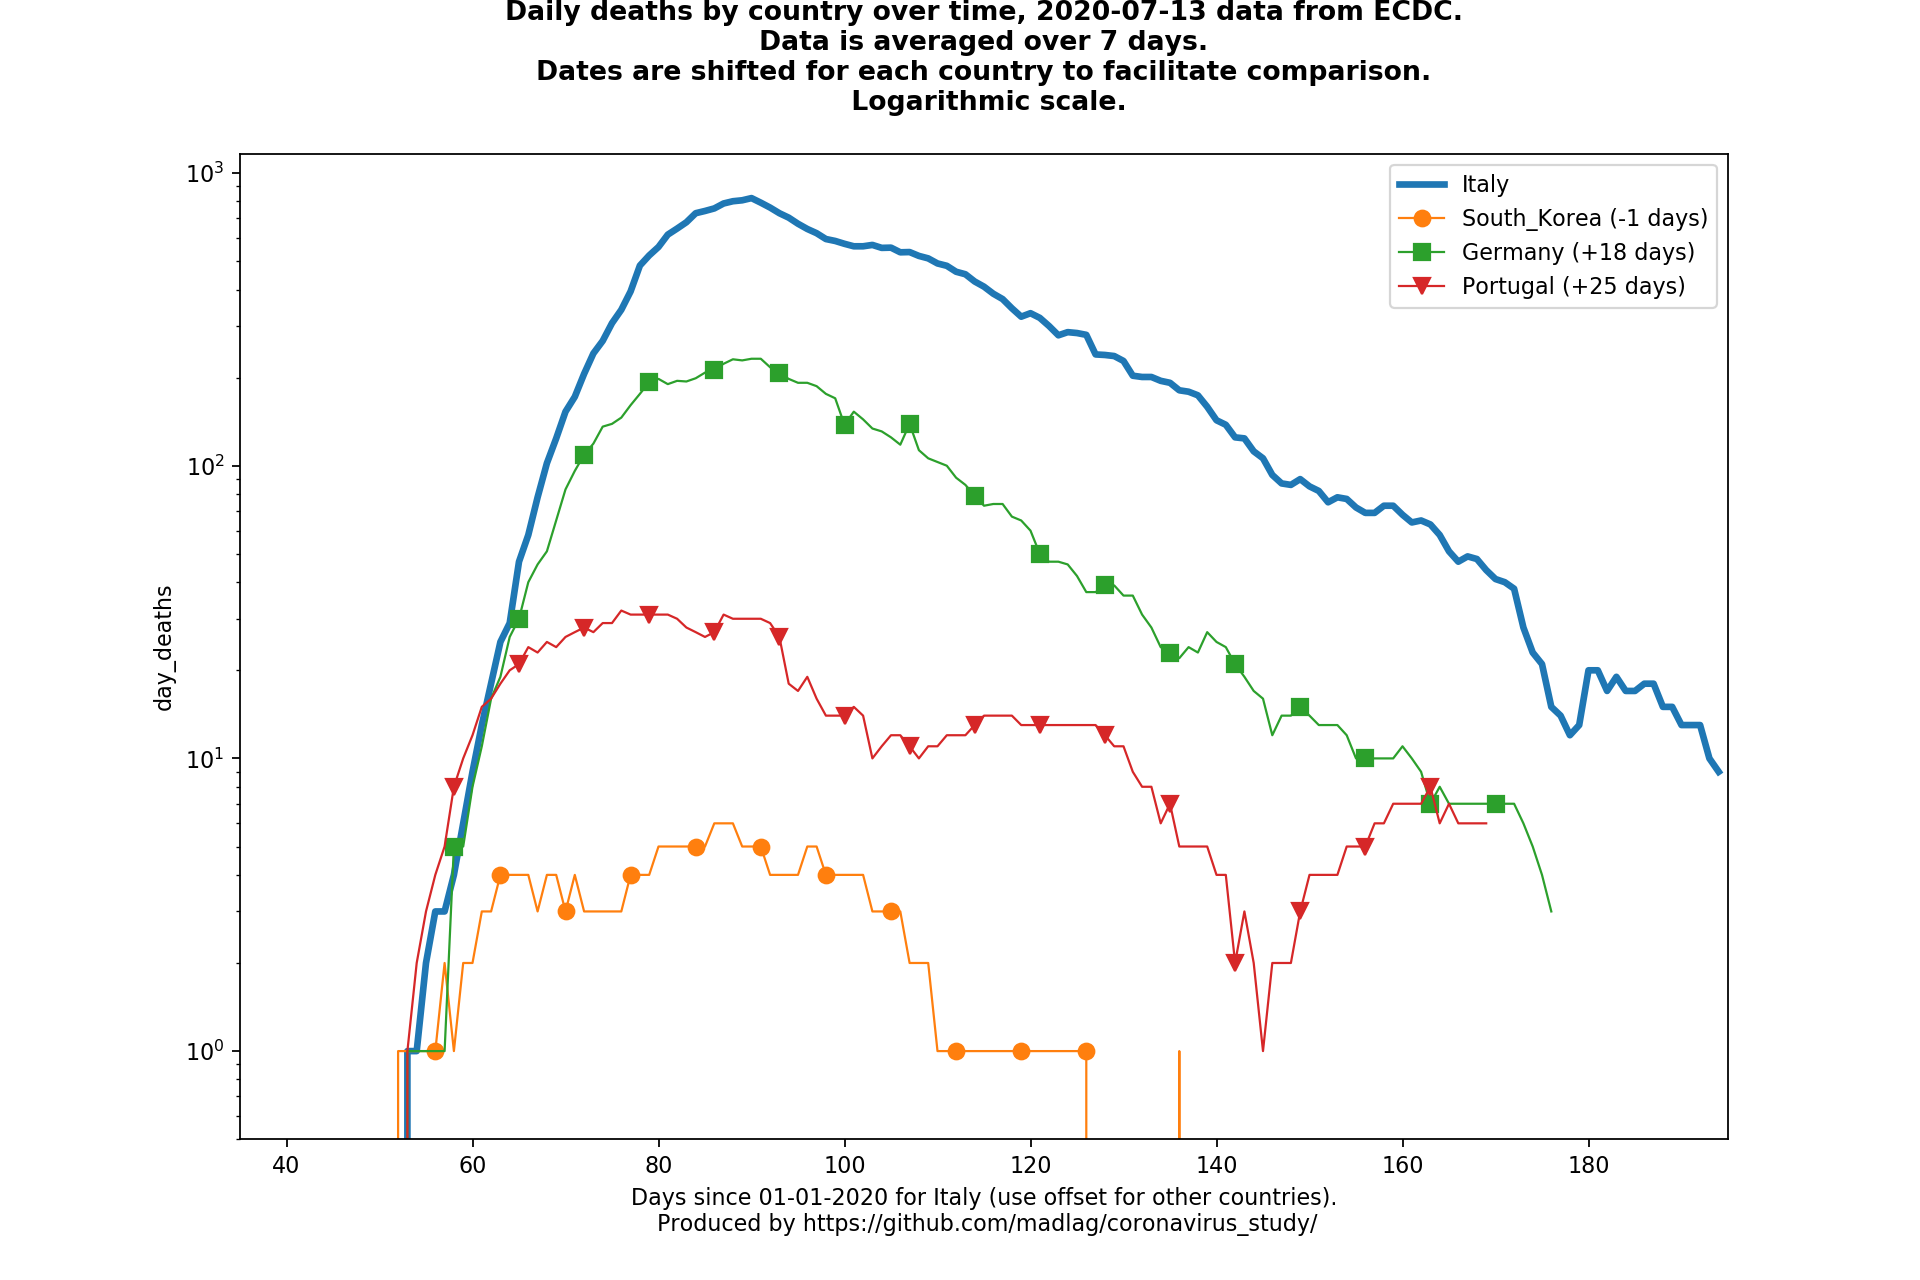 Daily deaths by country over time, 2020-07-13 data from ECDC.
Data is averaged over 7 days.
Dates are shifted for each country to facilitate comparison.
Logarithmic scale.
10³
10²
10¹
10⁰
day_deaths
Italy
South_Korea (-1 days)
Germany (+18 days)
Portugal (+25 days)
40 60 80 100 120 140 160 180
Days since 01-01-2020 for Italy (use offset for other countries).
Produced by https://github.com/madlag/coronavirus_study/